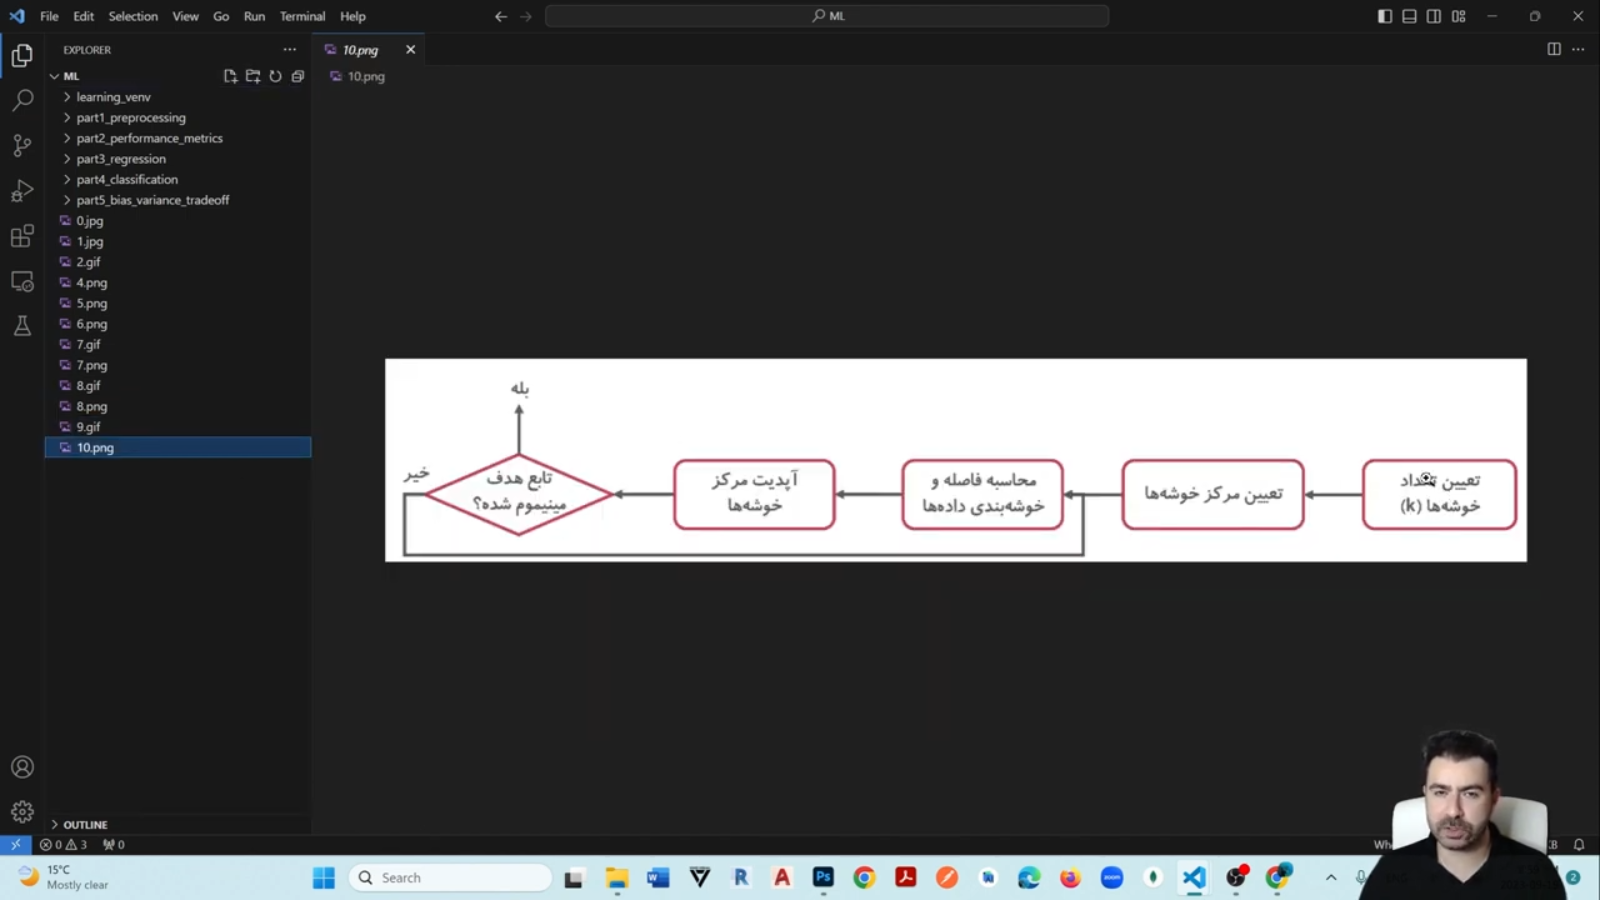 File Edit Selection View Go Run Terminal Help
ML
EXPLORER
ML
learning_venv
part1_preprocessing
part2_performance_metrics
part3_regression
part4_classification
part5_bias_variance_tradeoff
0.jpg
1.jpg
2.gif
4.png
5.png
6.png
7.gif
7.png
8.gif
8.png
9.gif
10.png
OUTLINE
10.png
10.png
تعیین تعداد
خوشه‌ها (k)
تعیین مرکز خوشه‌ها
محاسبه فاصله و
خوشه‌بندی داده‌ها
آپدیت مرکز
خوشه‌ها
تابع هدف
مینیموم شده؟
بله
خیر
0 3 0
15°C
Mostly clear
Search
zoom
2